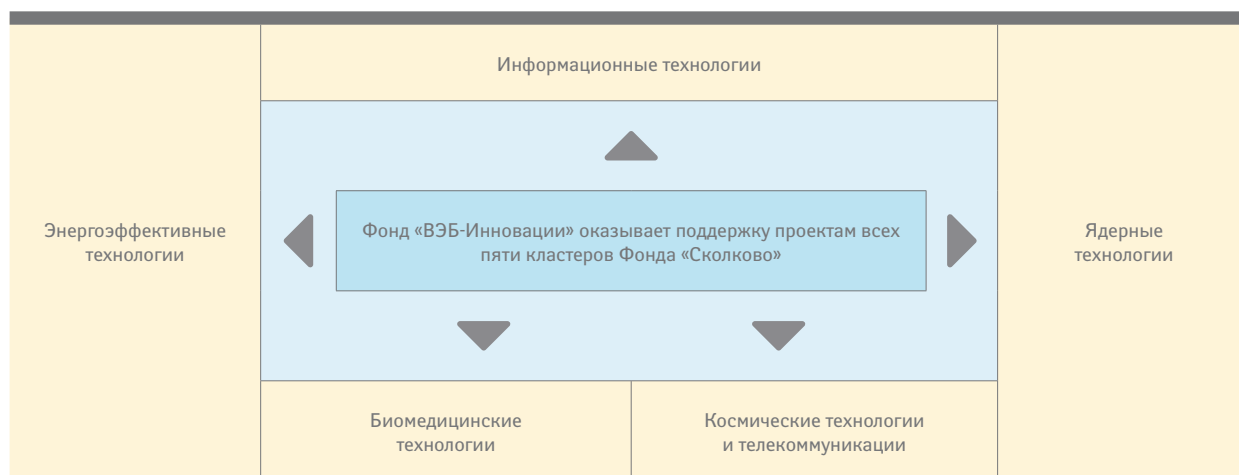 Информационные технологии
Энергоэффективные
технологии
Фонд «ВЭБ-Инновации» оказывает поддержку проектам всех
пяти кластеров Фонда «Сколково»
Ядерные
технологии
Биомедицинские
технологии
Космические технологии
и телекоммуникации